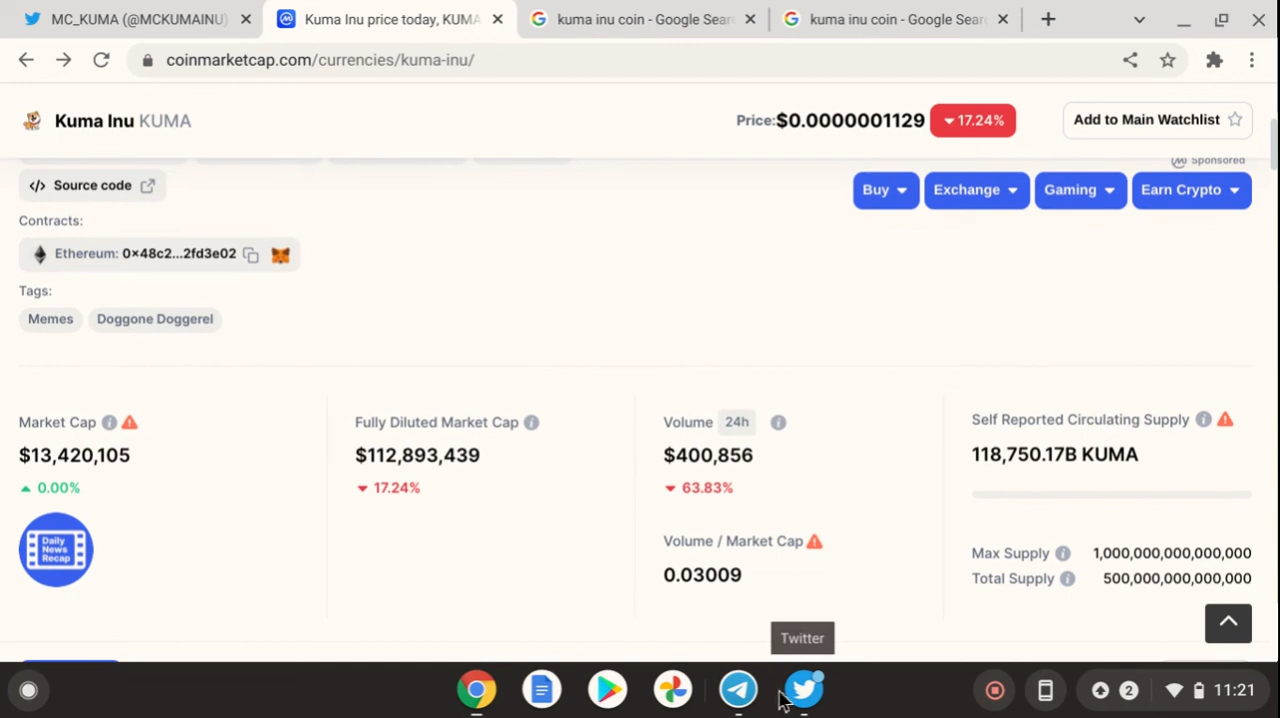 MC_KUMA (@MCKUMAINU)
Kuma Inu price today, KUMA
kuma inu coin - Google Sear
kuma inu coin - Google Sear
coinmarketcap.com/currencies/kuma-inu/
Kuma Inu KUMA
Price:$0.0000001129
17.24%
Add to Main Watchlist
Sponsored
Source code
Buy
Exchange
Gaming
Earn Crypto
Contracts:
Ethereum: 0x48c2...2fd3e02
Tags:
Memes
Doggone Doggerel
Market Cap
$13,420,105
0.00%
Daily
News
Recap
Fully Diluted Market Cap
$112,893,439
17.24%
Volume 24h
$400,856
63.83%
Volume / Market Cap
0.03009
Self Reported Circulating Supply
118,750.17B KUMA
Max Supply 1,000,000,000,000,000
Total Supply 500,000,000,000,000
Twitter
2
11:21